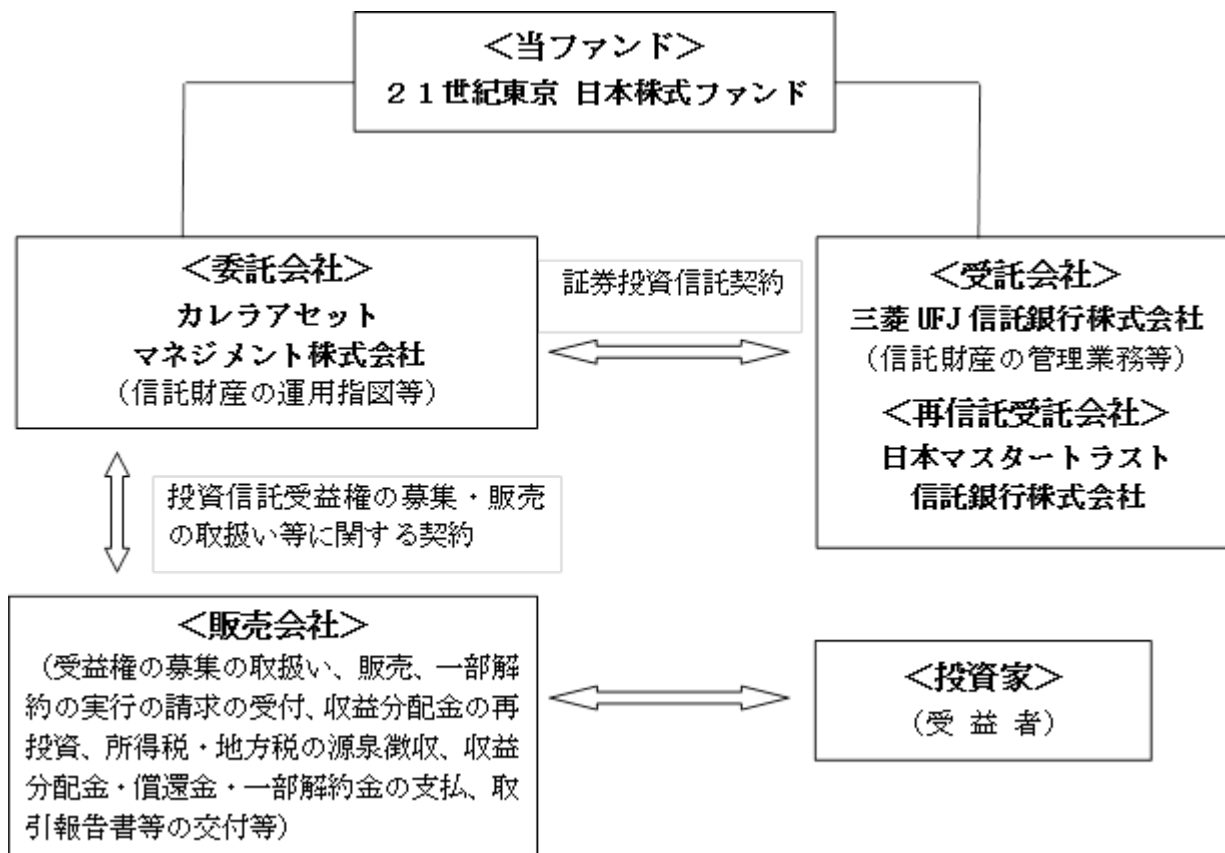 ＜当ファンド＞
２１世紀東京 日本株式ファンド
＜委託会社＞
カレラアセット
マネジメント株式会社
（信託財産の運用指図等）
証券投資信託契約
＜受託会社＞
三菱 UFJ 信託銀行株式会社
（信託財産の管理業務等）
＜再信託受託会社＞
日本マスタートラスト
信託銀行株式会社
投資信託受益権の募集・販売
の取扱い等に関する契約
＜販売会社＞
（受益権の募集の取扱い、販売、一部解
約の実行の請求の受付、収益分配金の再
投資、所得税・地方税の源泉徴収、収益
分配金・償還金・一部解約金の支払、取
引報告書等の交付等）
＜投資家＞
（受 益 者）